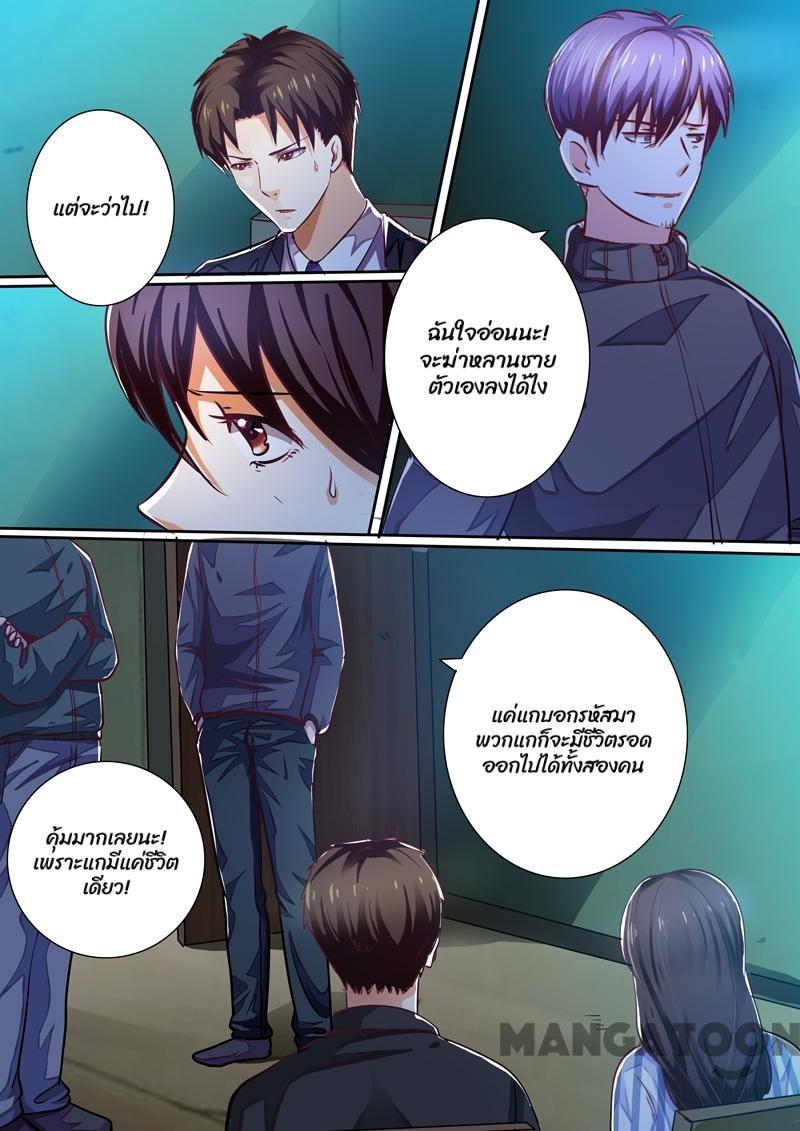 แต่จะว่าไป!
ฉันใจอ่อนนะ!
จะฆ่าหลานชาย
ตัวเองลงได้ไง
แค่แกบอกรหัสมา
พวกแกก็จะมีชีวิตรอด
ออกไปได้ทั้งสองคน
คุ้มมากเลยนะ!
เพราะแกมีแค่ชีวิต
เดียว!
MANGATOON